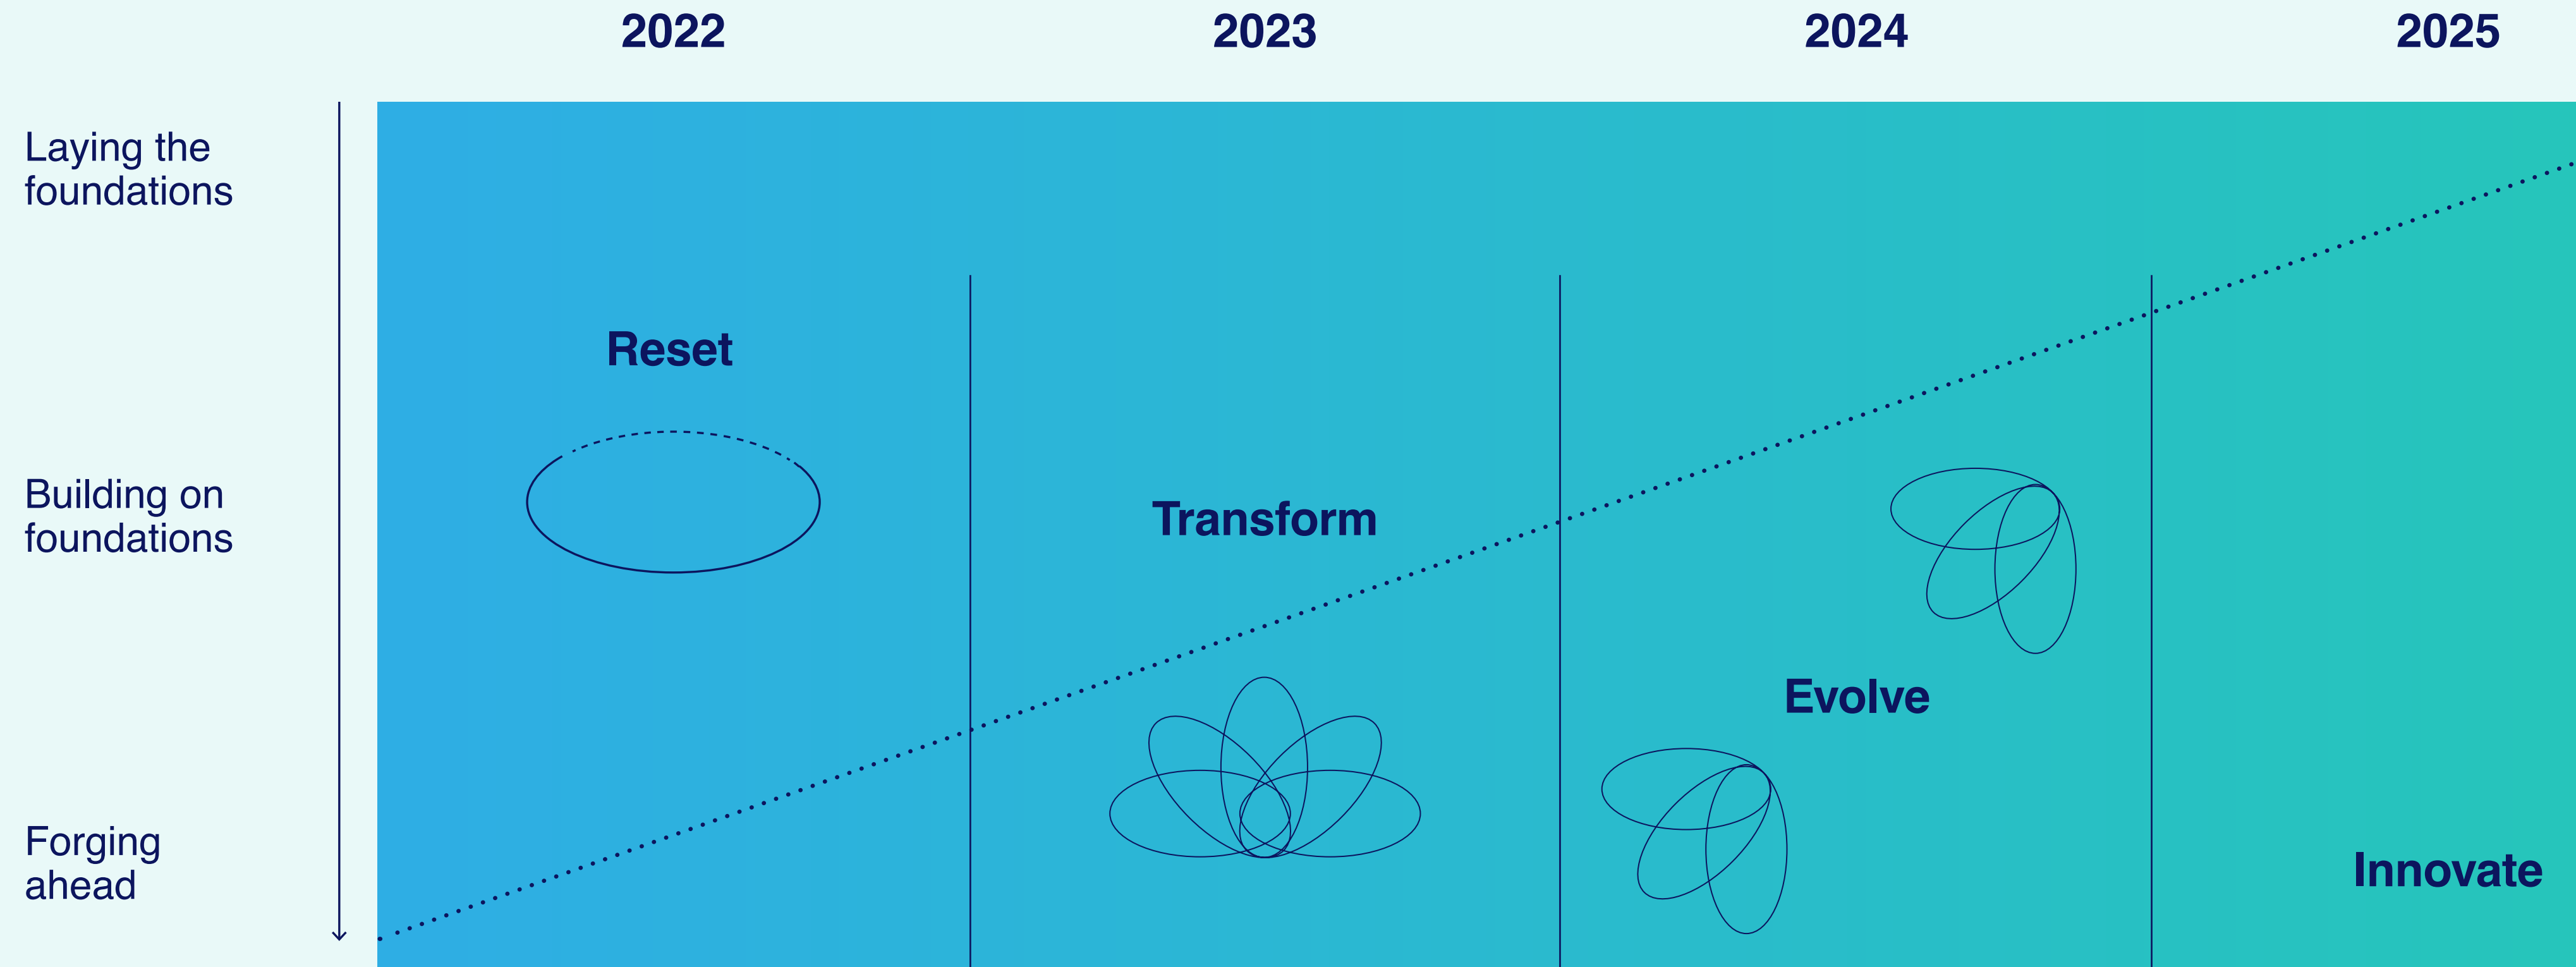 2022
2023
2024
2025
Laying the
foundations
Building on
foundations
Forging
ahead
Reset
Transform
Evolve
Innovate